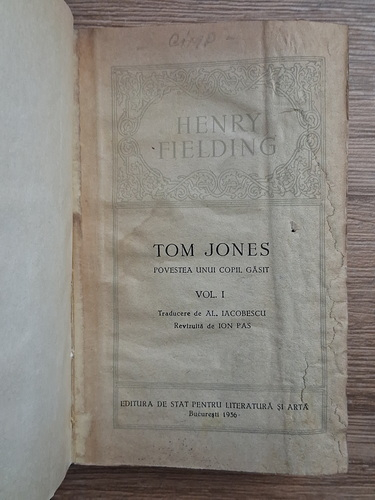 HENRY
FIELDING
TOM JONES
POVESTEA UNUI COPIL GĂSIT
VOL. I
Traducere de AL. IACOBESCU
Revizuită de ION PAS
EDITURA DE STAT PENTRU LITERATURĂ ȘI ARTĂ
București 1956